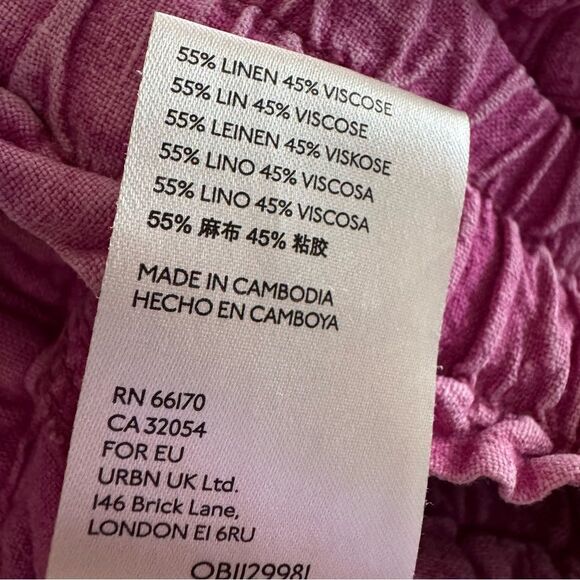 55% LINEN 45% VISCOSE
55% LIN 45% VISCOSE
55% LEINEN 45% VISKOSE
55% LINO 45% VISCOSA
55% LINO 45% VISCOSA
55% 麻布 45% 粘胶
MADE IN CAMBODIA
HECHO EN CAMBOYA
RN 66170
CA 32054
FOR EU
URBN UK Ltd.
146 Brick Lane,
LONDON E1 6RU
OB1129981